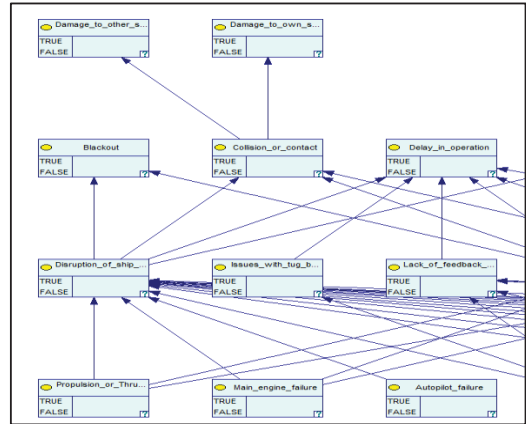 Damage_to_other_s...
TRUE
FALSE
?
Damage_to_own_s...
TRUE
FALSE
?
Blackout
TRUE
FALSE
?
Collision_or_contact
TRUE
FALSE
?
Delay_in_operation
TRUE
FALSE
?
Disruption_of_ship_...
TRUE
FALSE
?
Issues_with_tug_b...
TRUE
FALSE
?
Lack_of_feedback_...
TRUE
FALSE
?
Propulsion_or_Thru...
TRUE
FALSE
?
Main_engine_failure
TRUE
FALSE
?
Autopilot_failure
TRUE
FALSE
?